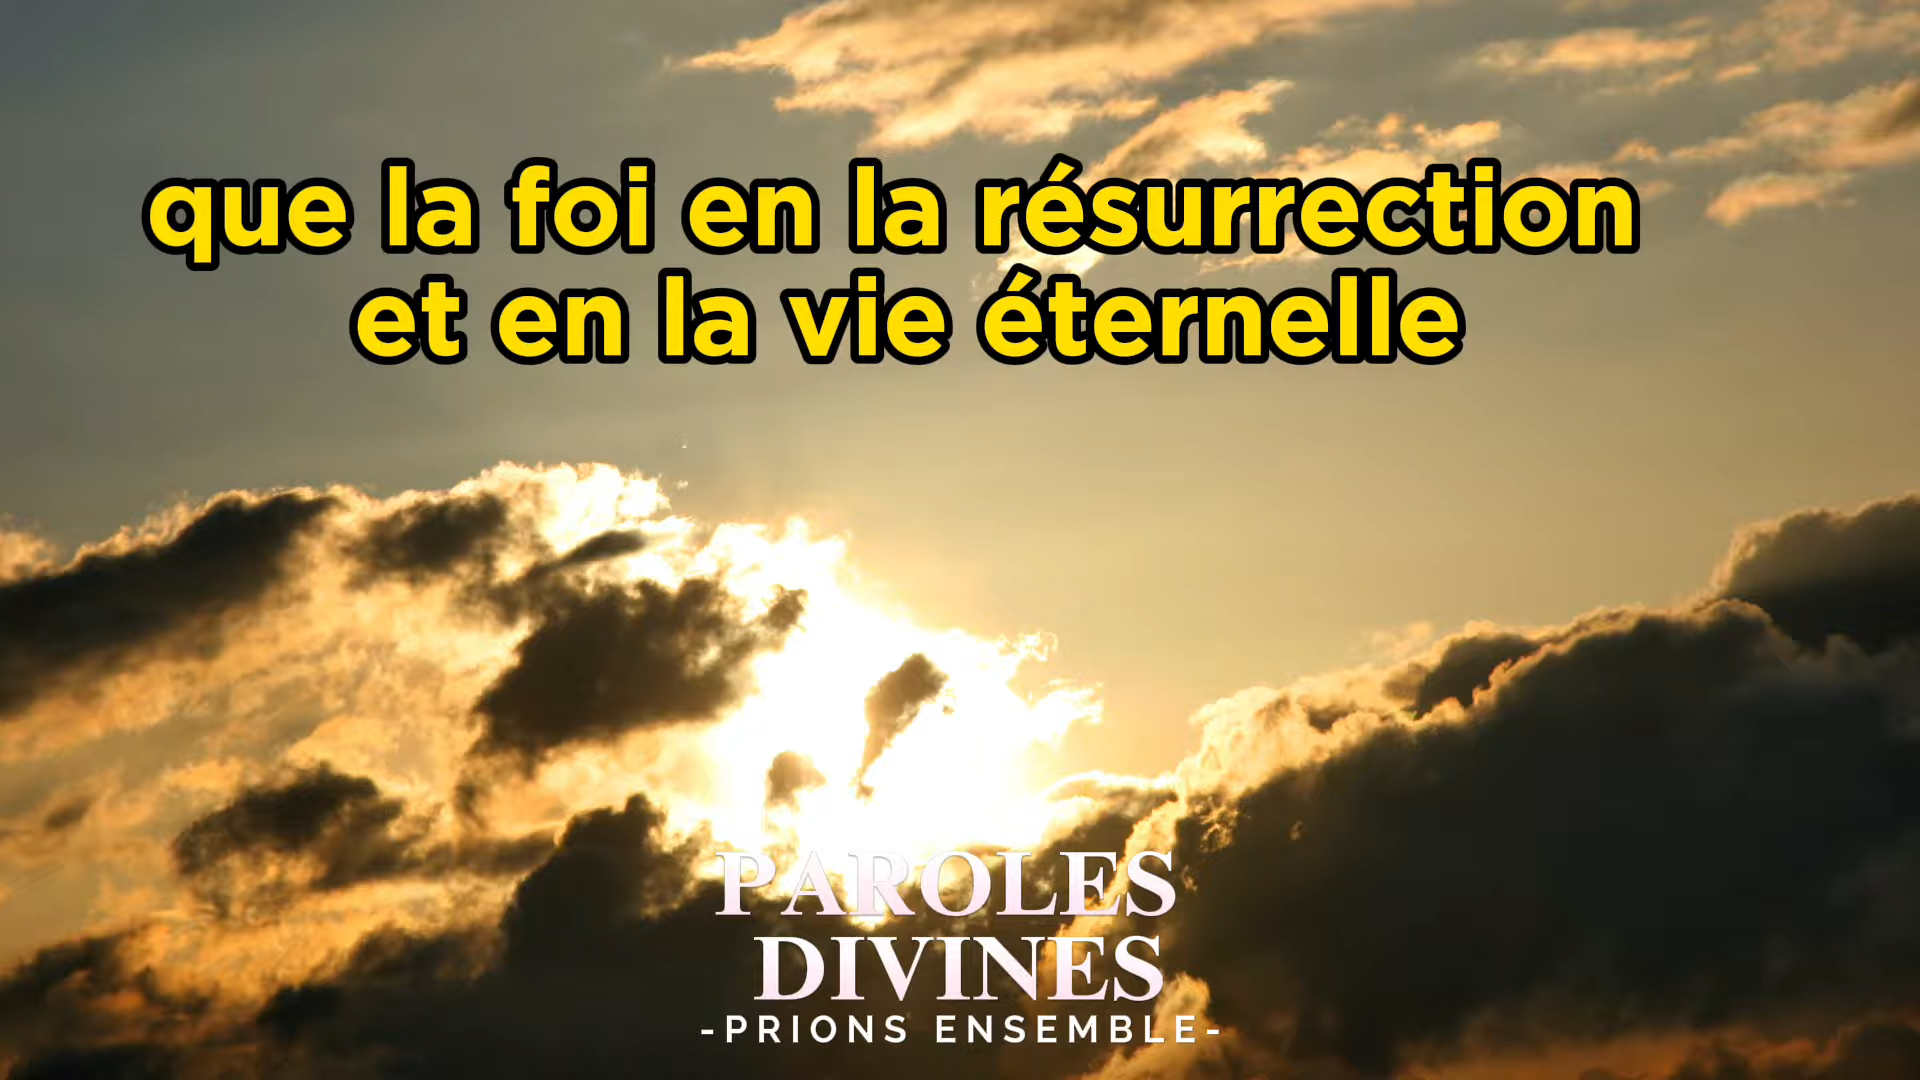 que la foi en la résurrection
et en la vie éternelle
PAROLES
DIVINES
-PRIONS ENSEMBLE-